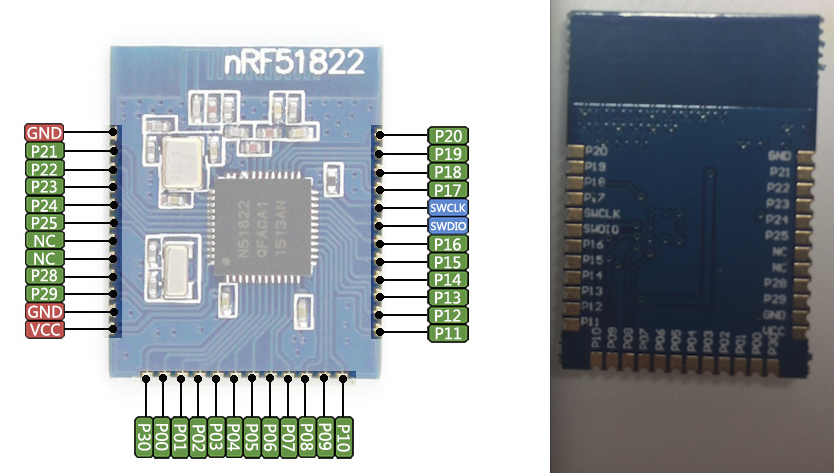 nRF51822
GND
P21
P22
P23
P24
P25
NC
NC
P28
P29
GND
VCC
N51822
QFACA1
1513AN
P20
P19
P18
P17
SWCLK
SWDIO
P16
P15
P14
P13
P12
P11
P30
P00
P01
P02
P03
P04
P05
P06
P07
P08
P09
P10
P20
P19
P18
P17
SWCLK
SWDIO
P16
P15
P14
P13
P12
P11
GND
P21
P22
P23
P24
P25
NC
NC
P28
P29
GND
VCC
P10
P09
P08
P07
P06
P05
P04
P03
P02
P01
P00
P30